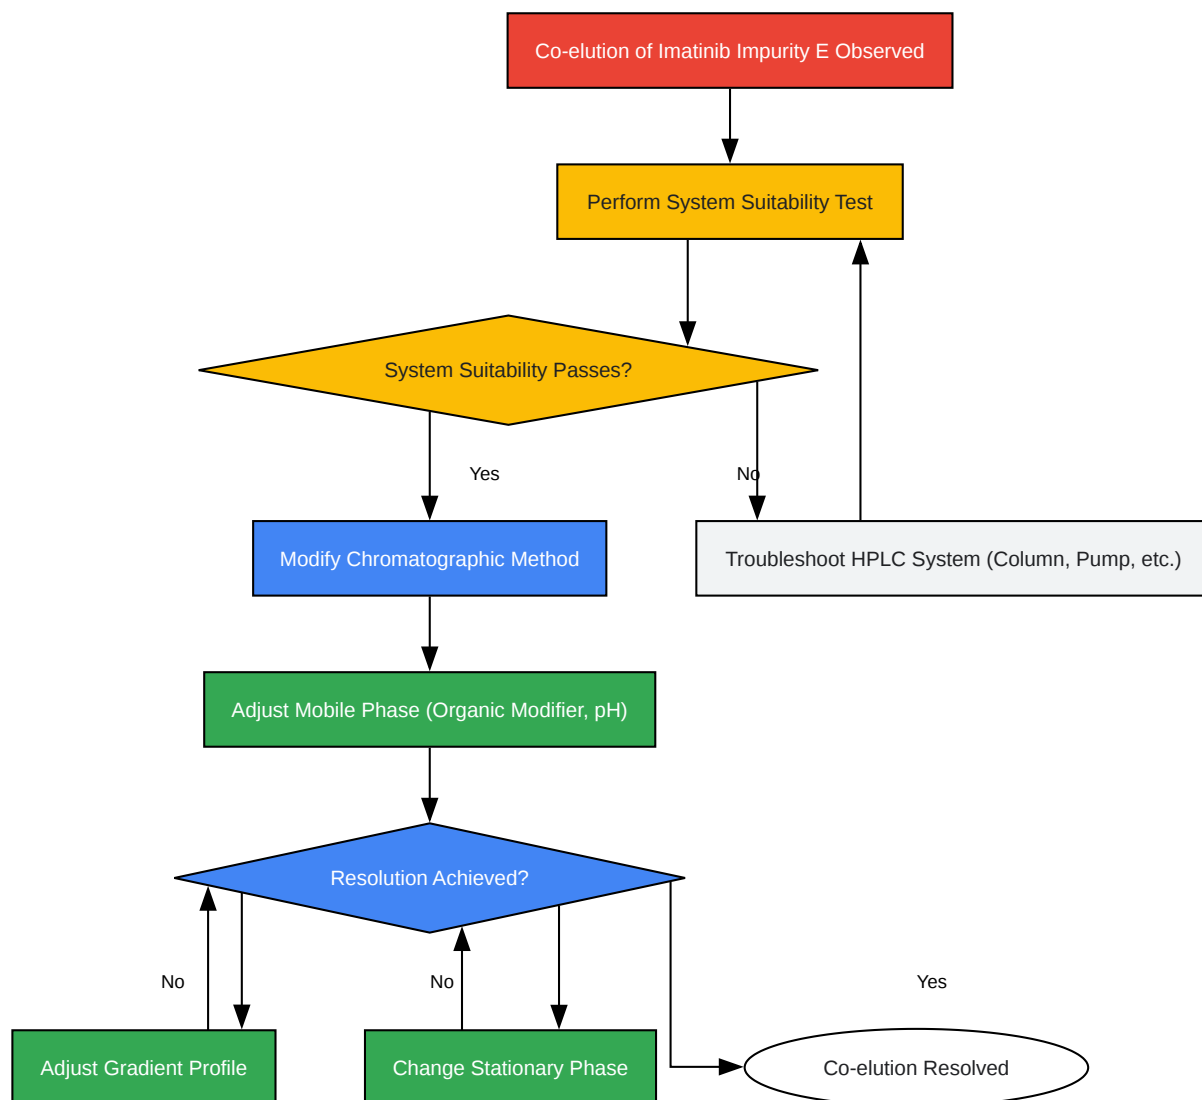 Co-elution of Imatinib Impurity E Observed
Perform System Suitability Test
System Suitability Passes?
Yes
No
Modify Chromatographic Method
Troubleshoot HPLC System (Column, Pump, etc.)
Adjust Mobile Phase (Organic Modifier, pH)
Resolution Achieved?
No
No
Yes
Adjust Gradient Profile
Change Stationary Phase
Co-elution Resolved